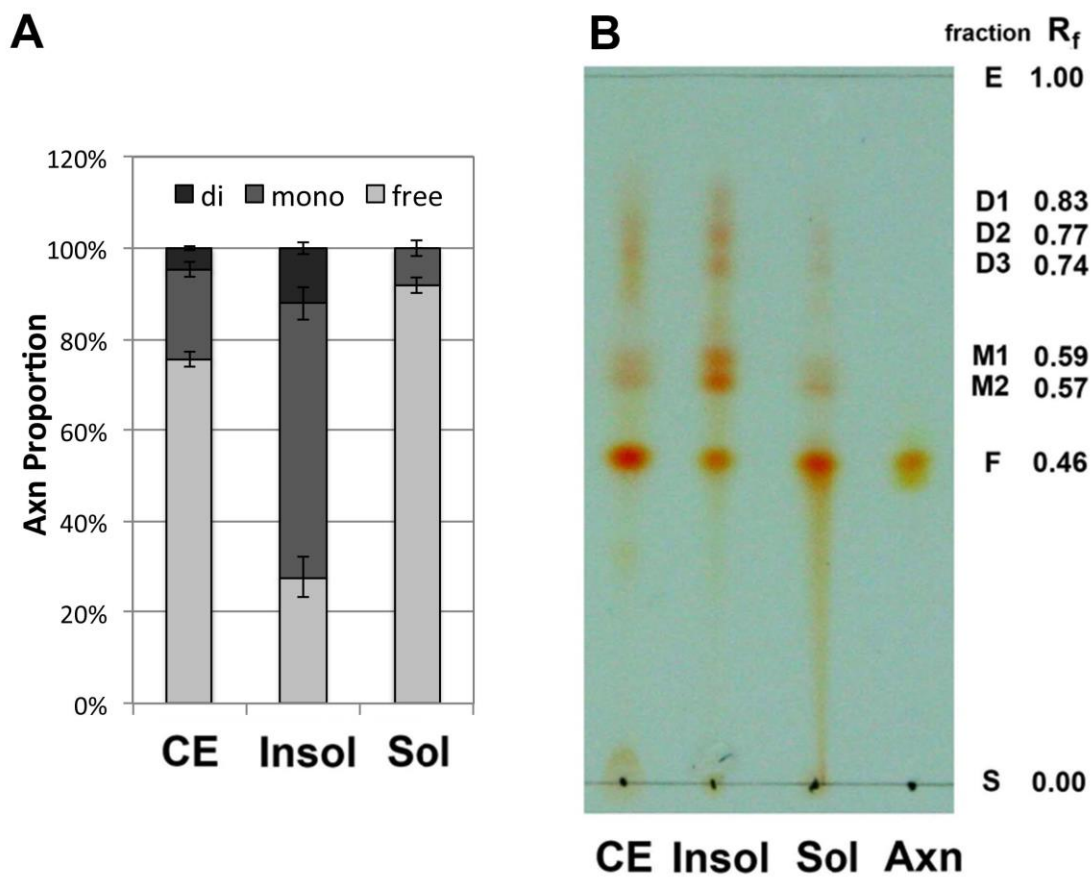 A
120%
di mono free
100%
80%
60%
40%
20%
0%
Axn Proportion
CE Insol Sol
B
fraction Rf
E 1.00
D1 0.83
D2 0.77
D3 0.74
M1 0.59
M2 0.57
F 0.46
S 0.00
CE Insol Sol Axn